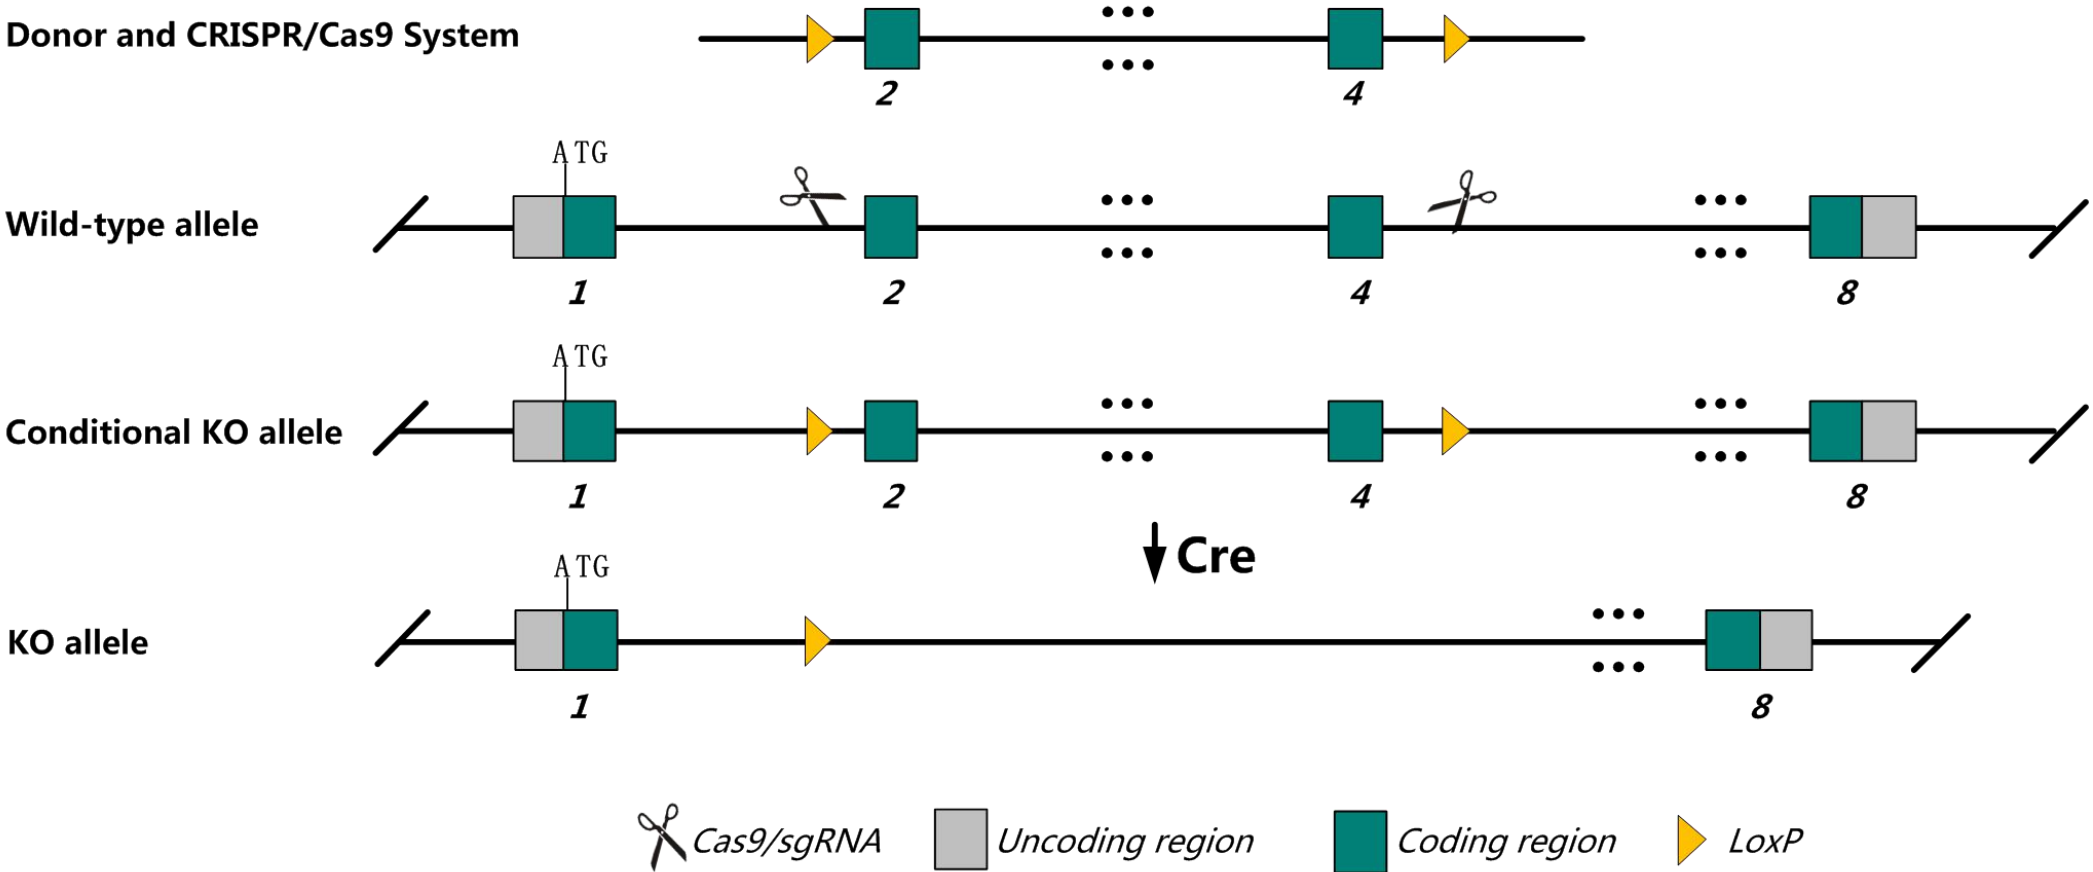 Donor and CRISPR/Cas9 System
2 4
ATG
Wild-type allele
1 2 4 8
ATG
Conditional KO allele
1 2 4 8
Cre
ATG
KO allele
1 8
Cas9/sgRNA Uncoding region Coding region LoxP